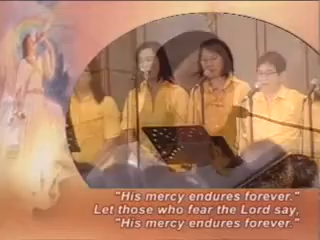 "His mercy endures forever."
Let those who fear the Lord say,
"His mercy endures forever."